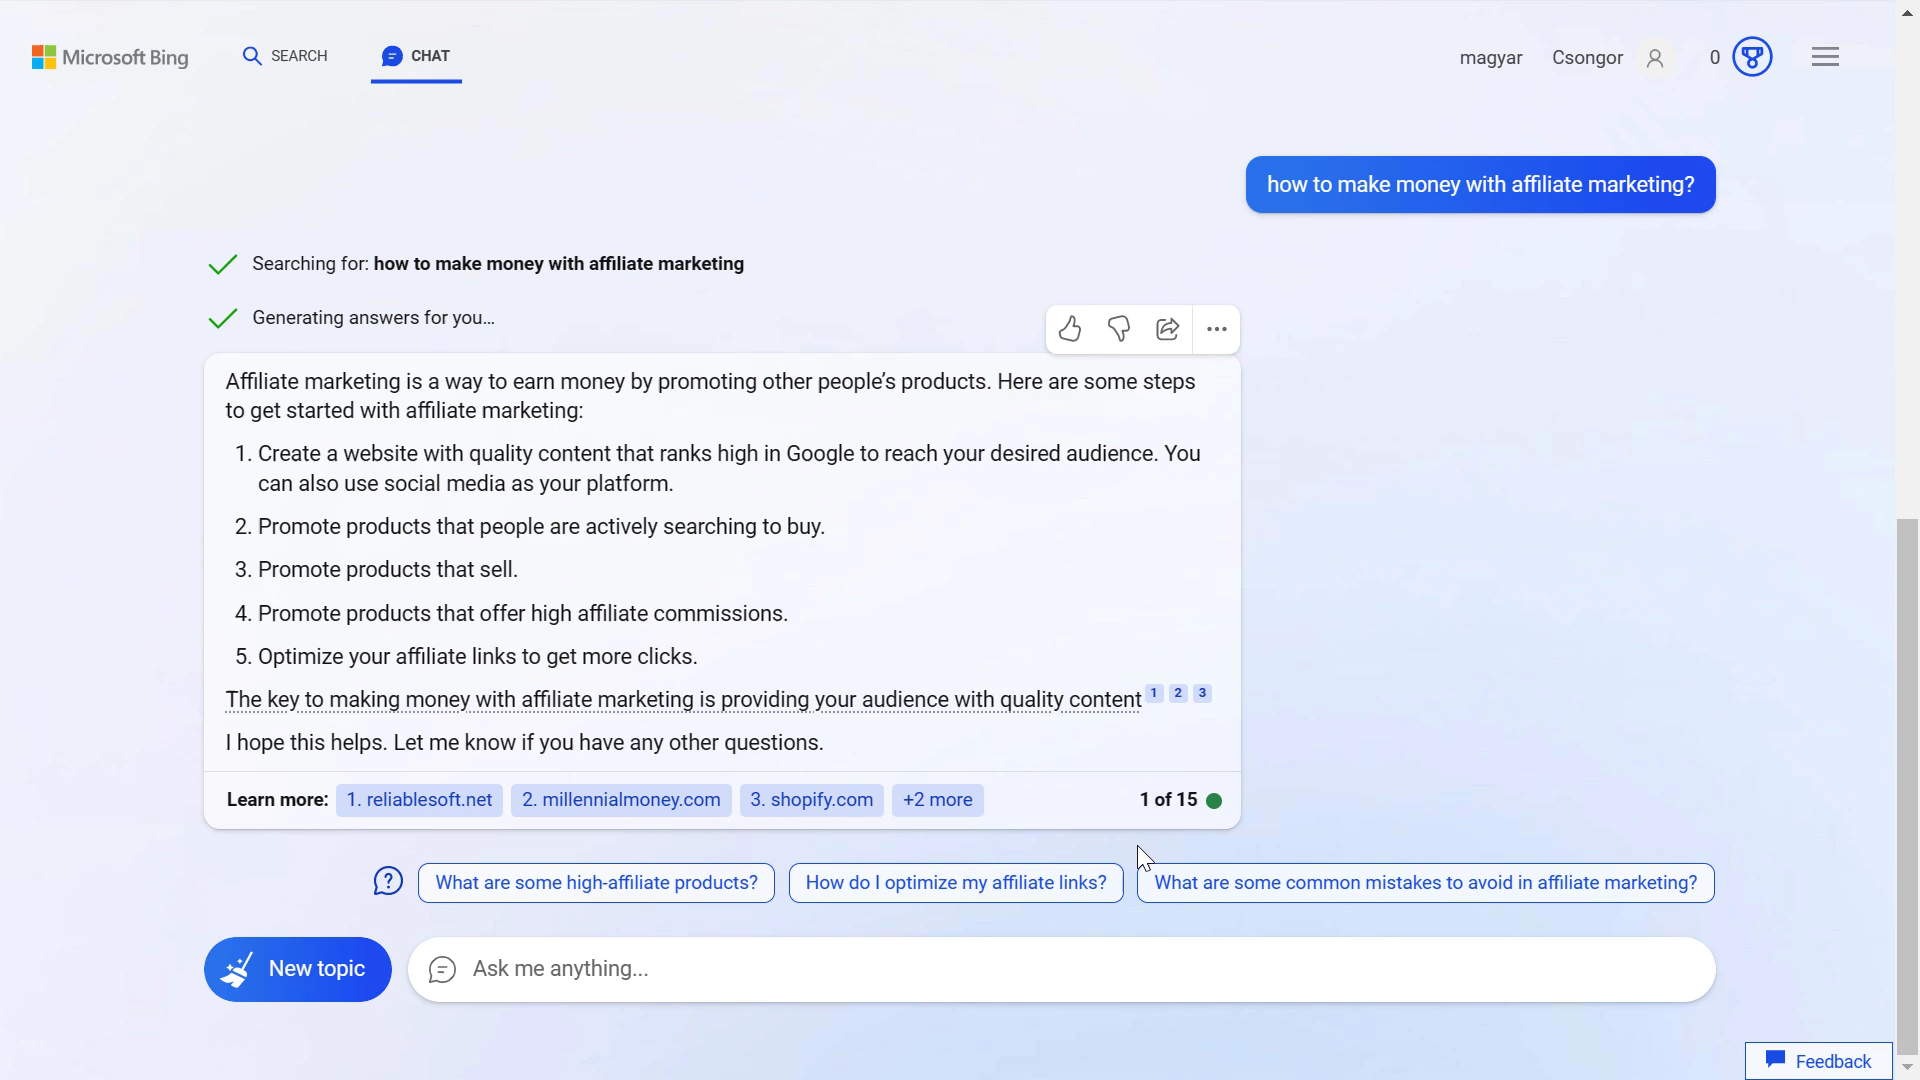 Microsoft Bing
SEARCH
CHAT
magyar
Csongor
0
how to make money with affiliate marketing?
Searching for: how to make money with affiliate marketing
Generating answers for you...
Affiliate marketing is a way to earn money by promoting other people's products. Here are some steps
to get started with affiliate marketing:
1. Create a website with quality content that ranks high in Google to reach your desired audience. You
can also use social media as your platform.
2. Promote products that people are actively searching to buy.
3. Promote products that sell.
4. Promote products that offer high affiliate commissions.
5. Optimize your affiliate links to get more clicks.
The key to making money with affiliate marketing is providing your audience with quality content 1 2 3
I hope this helps. Let me know if you have any other questions.
Learn more: 1. reliablesoft.net 2. millennialmoney.com 3. shopify.com +2 more 1 of 15
What are some high-affiliate products? How do I optimize my affiliate links? What are some common mistakes to avoid in affiliate marketing?
New topic
Ask me anything...
Feedback